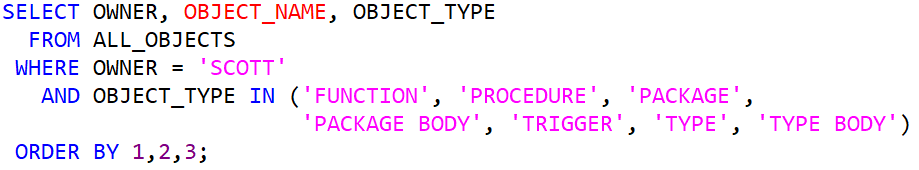 SELECT OWNER, OBJECT_NAME, OBJECT_TYPE
  FROM ALL_OBJECTS
 WHERE OWNER = 'SCOTT'
   AND OBJECT_TYPE IN ('FUNCTION', 'PROCEDURE', 'PACKAGE',
                       'PACKAGE BODY', 'TRIGGER', 'TYPE', 'TYPE BODY')
 ORDER BY 1,2,3;